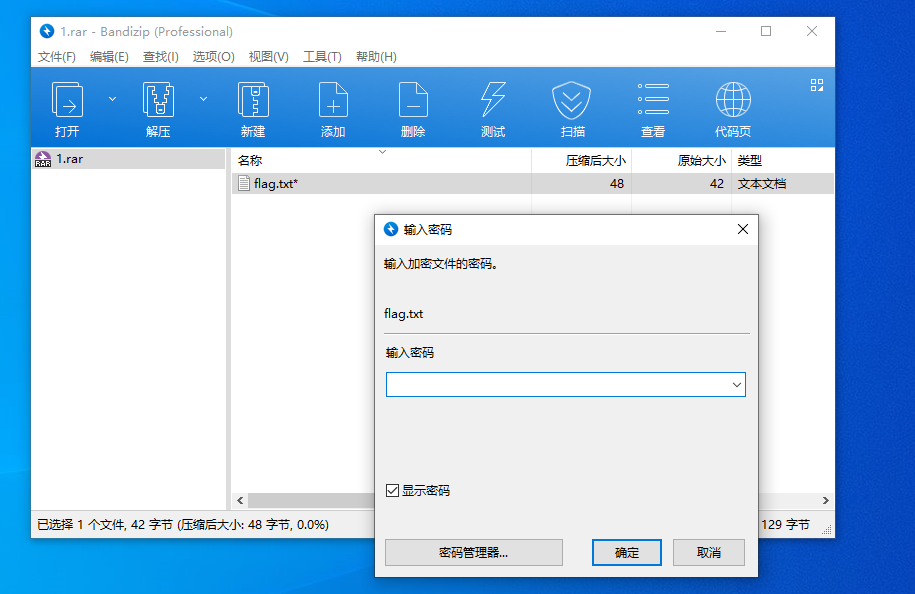 1.rar - Bandizip (Professional)
文件(F) 编辑(E) 查找(I) 选项(O) 视图(V) 工具(T) 帮助(H)
打开 解压 新建 添加 删除 测试 扫描 查看 代码页
RAR 1.rar
名称 压缩后大小 原始大小 类型
flag.txt* 48 42 文本文档
输入密码
输入加密文件的密码。
flag.txt
输入密码
显示密码
密码管理器... 确定 取消
已选择 1 个文件, 42 字节 (压缩后大小: 48 字节, 0.0%) 129 字节